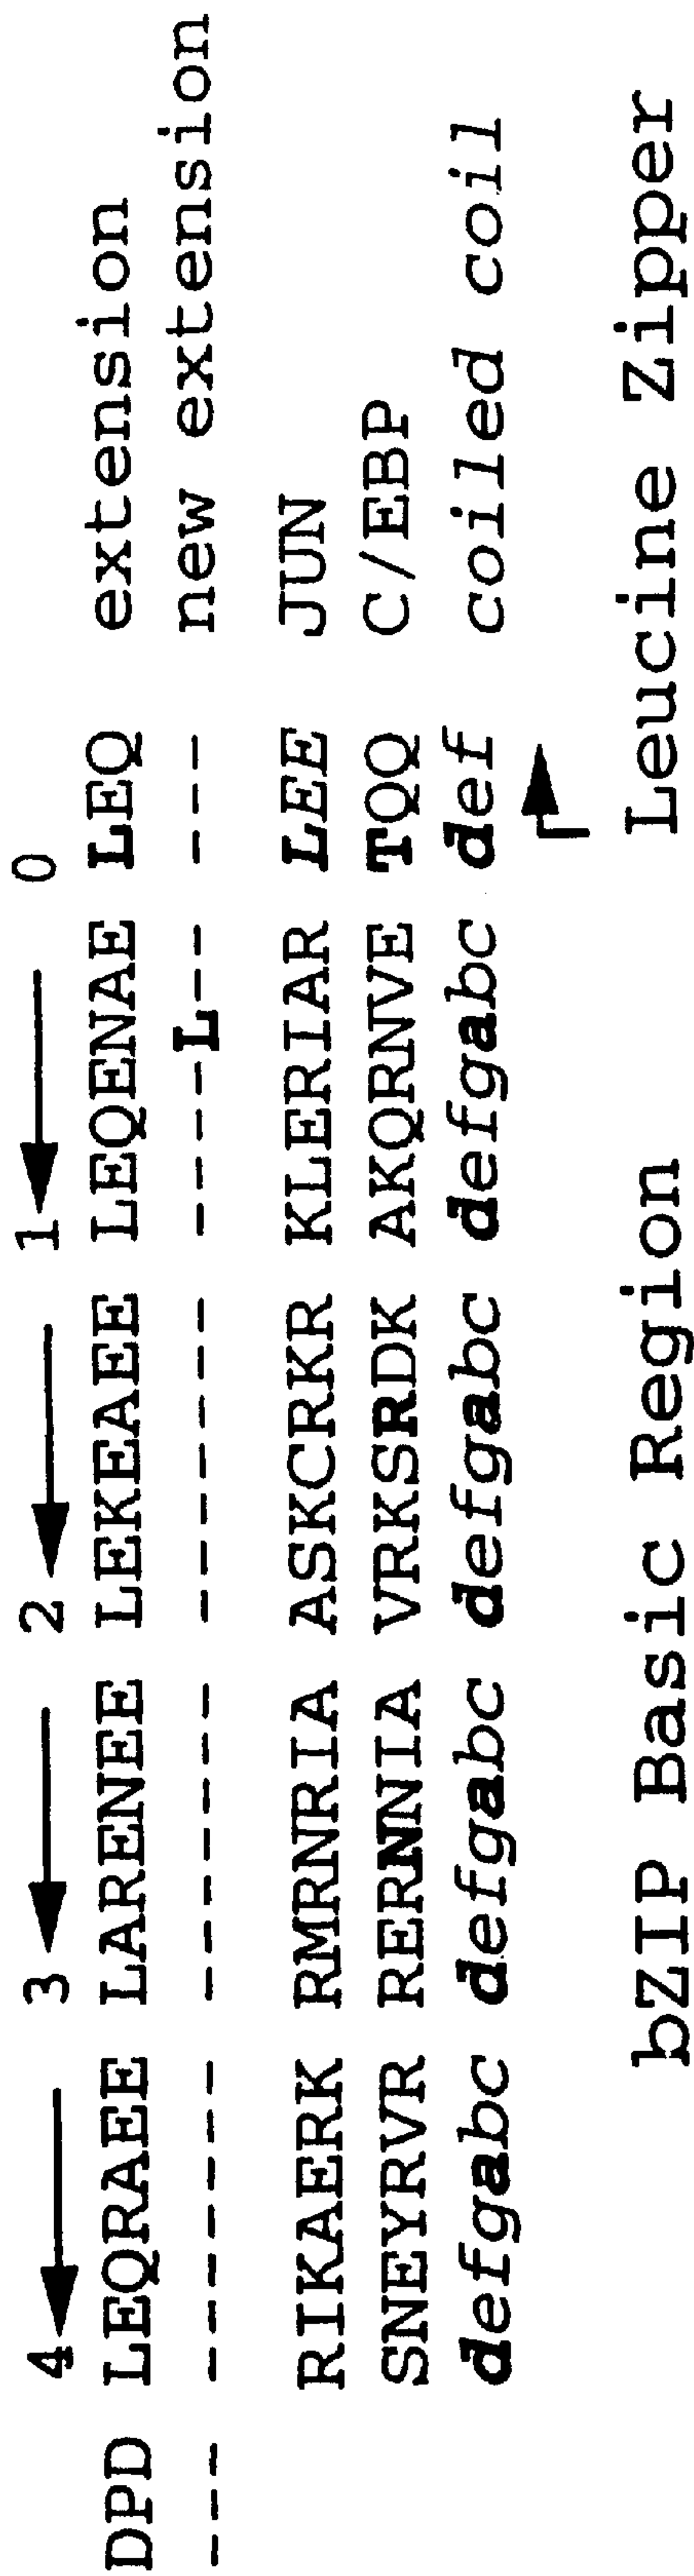 4 3 2 1 0
DPD LEQRAEE LARENEE LEKEAEE LEQENAE LEQ extension
--- ------- ------- ------- ----L-- --- new extension
RIKAERK RMRNRIA ASKCRKR KLERIAR LEE JUN
SNEYRVR RERNNIA VRKSRDK AKQRNVE TQQ C/EBP
defgabc defgabc defgabc defgabc def coiled coil
bZIP Basic Region Leucine Zipper